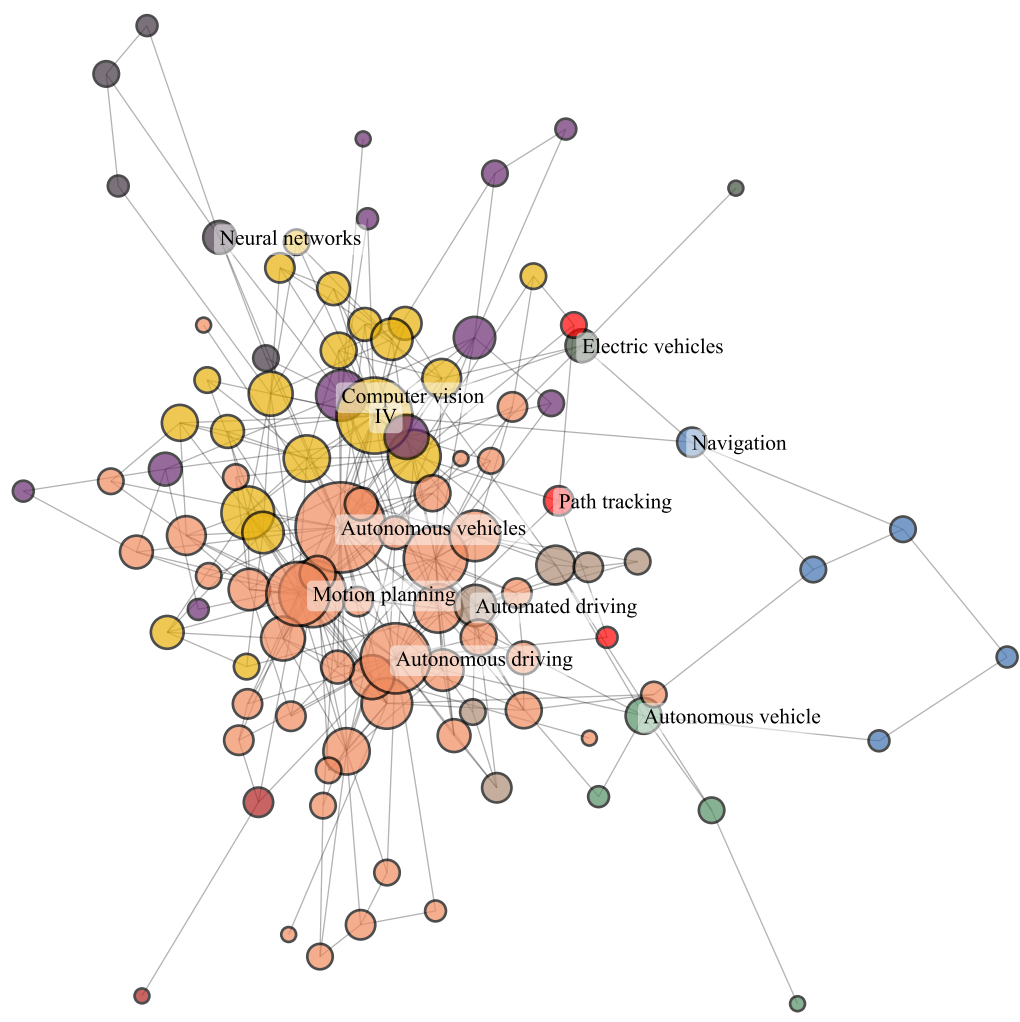 Neural networks
Electric vehicles
Computer vision
IV
Navigation
Path tracking
Autonomous vehicles
Motion planning
Automated driving
Autonomous driving
Autonomous vehicle